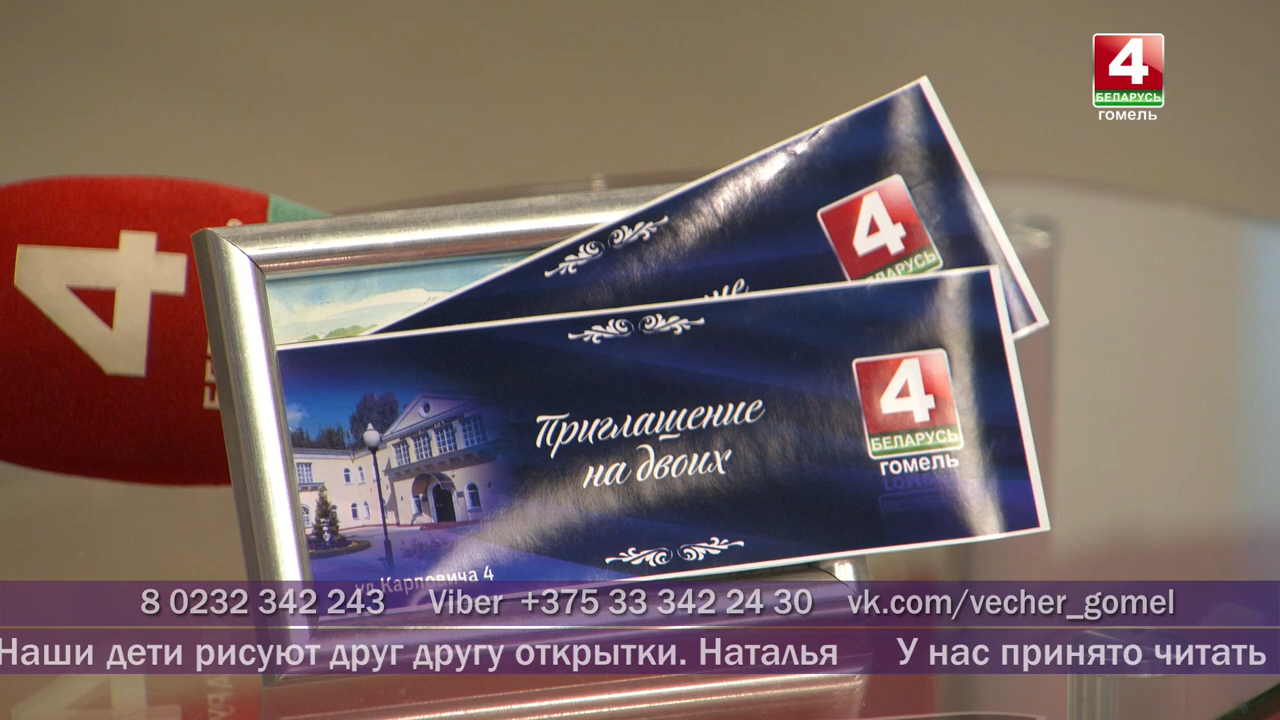 4
БЕЛАРУСЬ
гомель
4
4
БЕЛАРУСЬ
Приглашение
на двоих
4
БЕЛАРУСЬ
гомель
ул Карповича 4
8 0232 342 243 Viber +375 33 342 24 30 vk.com/vecher_gomel
Наши дети рисуют друг другу открытки. Наталья У нас принято читать